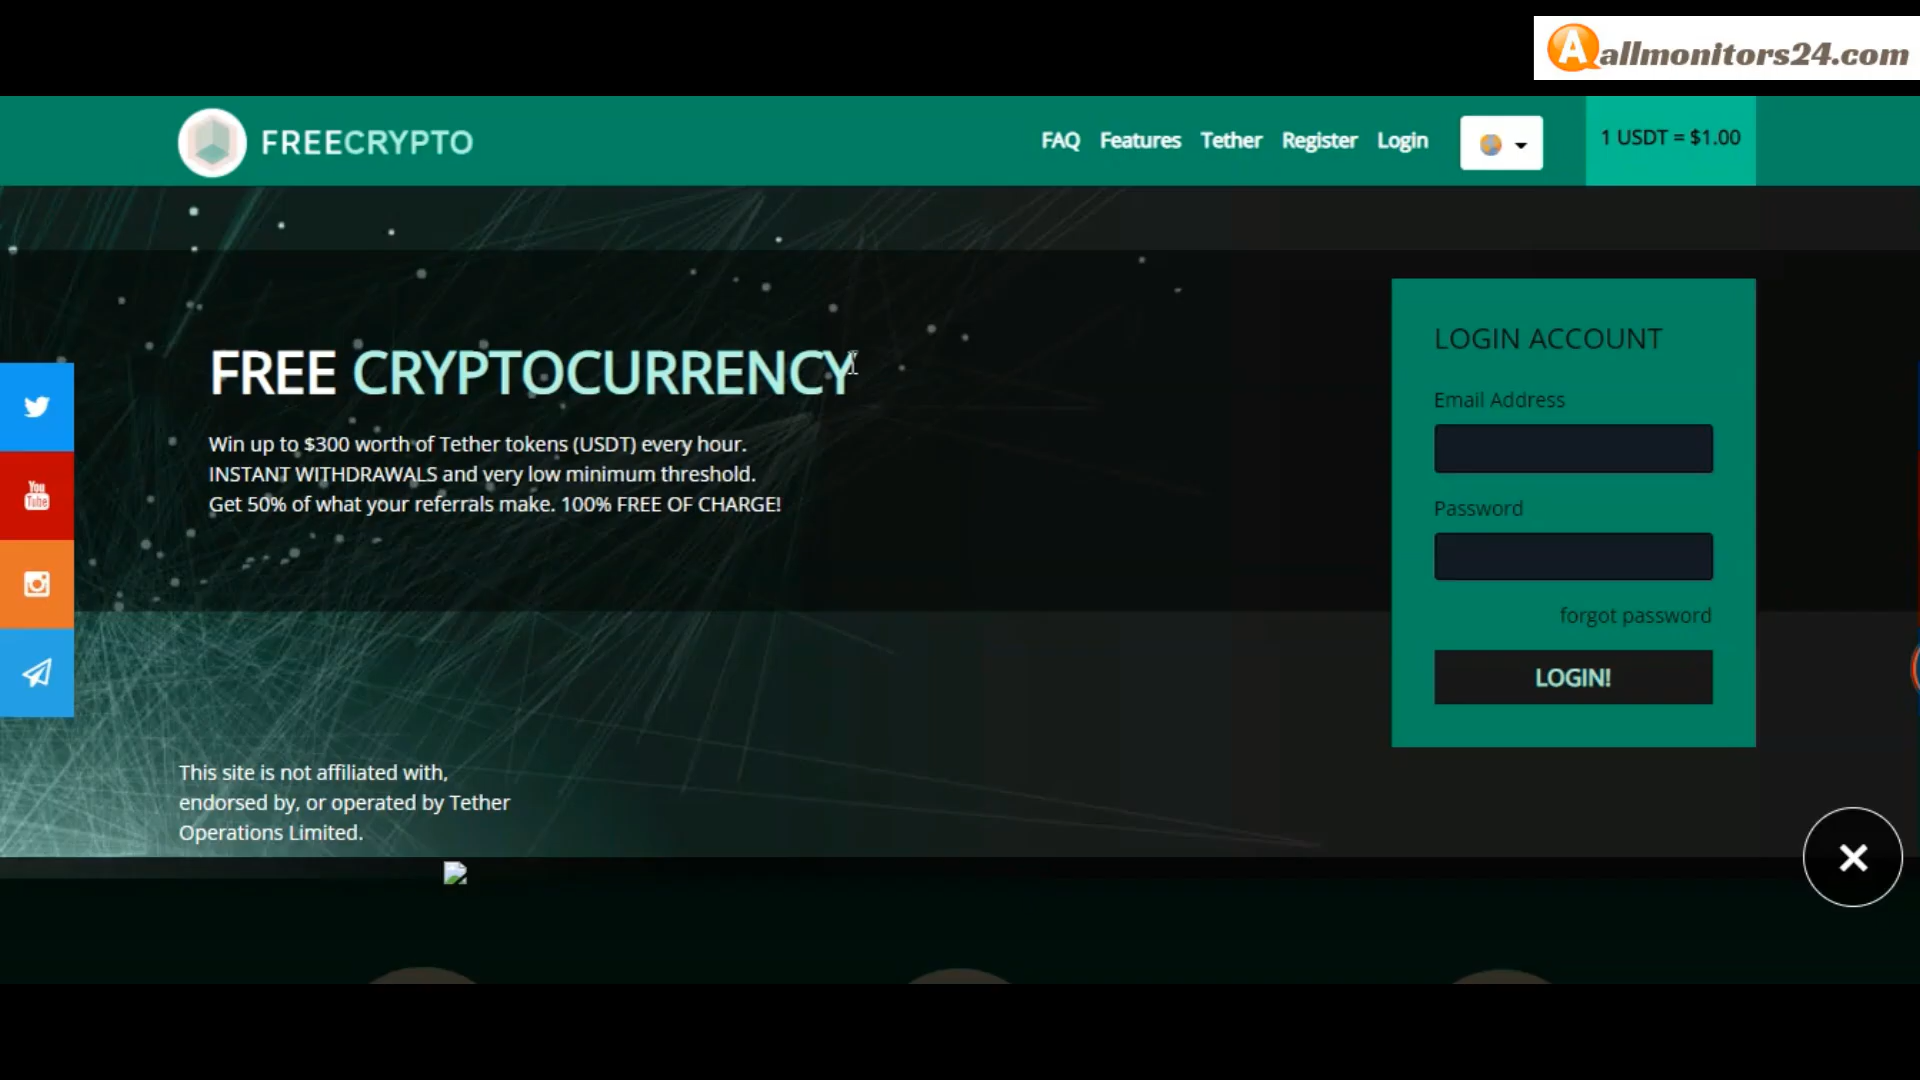 allmonitors24.com
FREECRYPTO
FAQ Features Tether Register Login
1 USDT = $1.00
FREE CRYPTOCURRENCY
Win up to $300 worth of Tether tokens (USDT) every hour.
INSTANT WITHDRAWALS and very low minimum threshold.
Get 50% of what your referrals make. 100% FREE OF CHARGE!
LOGIN ACCOUNT
Email Address
Password
forgot password
LOGIN!
You
Tube
This site is not affiliated with,
endorsed by, or operated by Tether
Operations Limited.